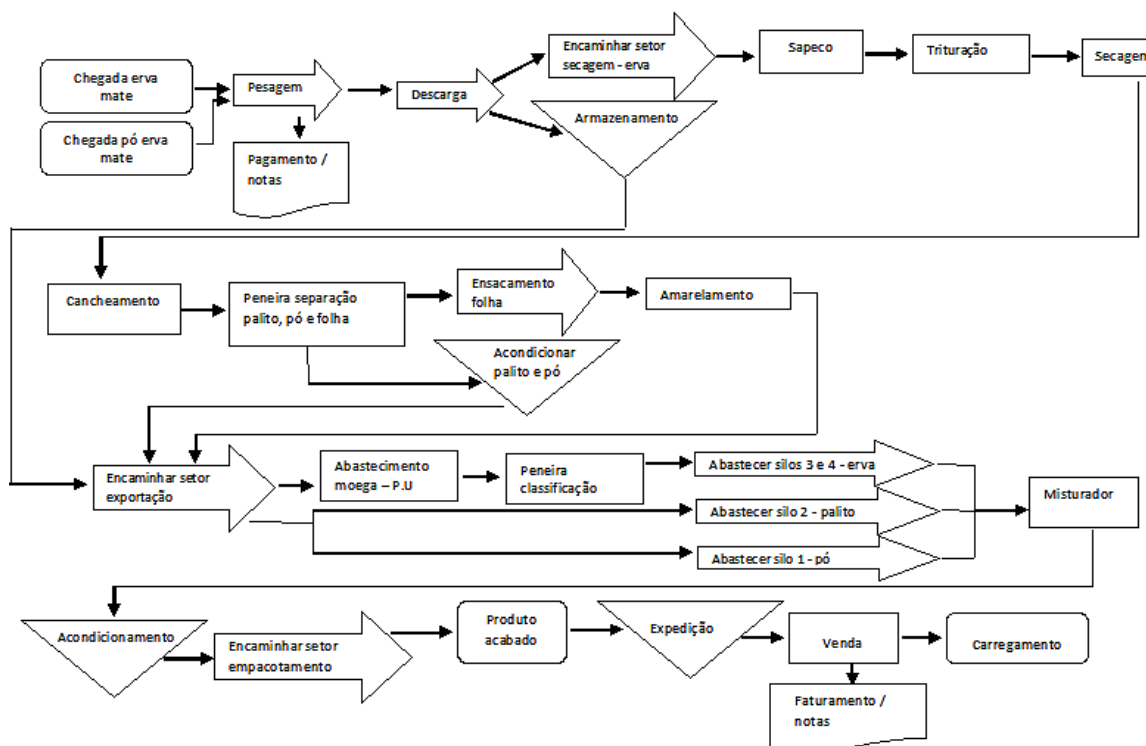 Chegada erva
mate
Chegada pó erva
mate
Pesagem
Pagamento /
notas
Descarga
Encaminhar setor
secagem - erva
Armazenamento
Sapeco
Trituração
Secagem
Cancheamento
Peneira separação
palito, pó e folha
Ensacamento
folha
Amarelamento
Acondicionar
palito e pó
Encaminhar setor
exportação
Abastecimento
moega – P.U
Peneira
classificação
Abastecer silos 3 e 4 - erva
Abastecer silo 2 - palito
Abastecer silo 1 - pó
Misturador
Acondicionamento
Encaminhar setor
empacotamento
Produto
acabado
Expedição
Venda
Carregamento
Faturamento /
notas